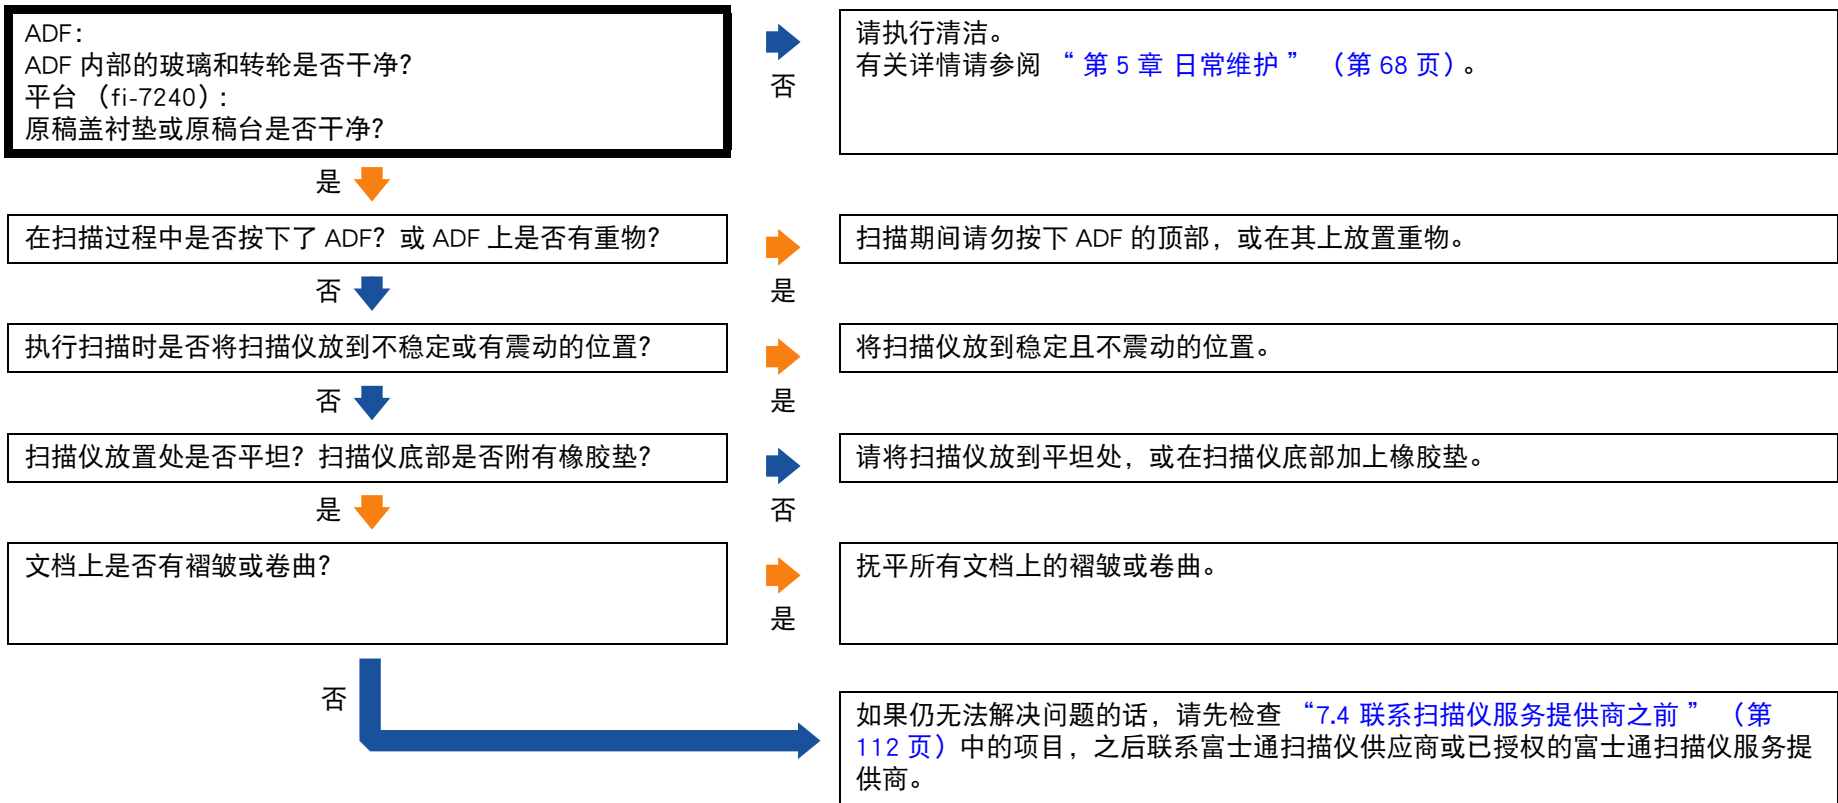 ADF：
ADF 内部的玻璃和转轮是否干净？
平台 （fi-7240）：
原稿盖衬垫或原稿台是否干净？
否
请执行清洁。
有关详情请参阅 “ 第 5 章 日常维护 ” （第 68 页）。
是
在扫描过程中是否按下了 ADF？或 ADF 上是否有重物？
是
扫描期间请勿按下 ADF 的顶部，或在其上放置重物。
否
执行扫描时是否将扫描仪放到不稳定或有震动的位置？
是
将扫描仪放到稳定且不震动的位置。
否
扫描仪放置处是否平坦？扫描仪底部是否附有橡胶垫？
否
请将扫描仪放到平坦处，或在扫描仪底部加上橡胶垫。
是
文档上是否有褶皱或卷曲？
是
抚平所有文档上的褶皱或卷曲。
否
如果仍无法解决问题的话，请先检查 “7.4 联系扫描仪服务提供商之前 ” （第
112 页）中的项目，之后联系富士通扫描仪供应商或已授权的富士通扫描仪服务提
供商。